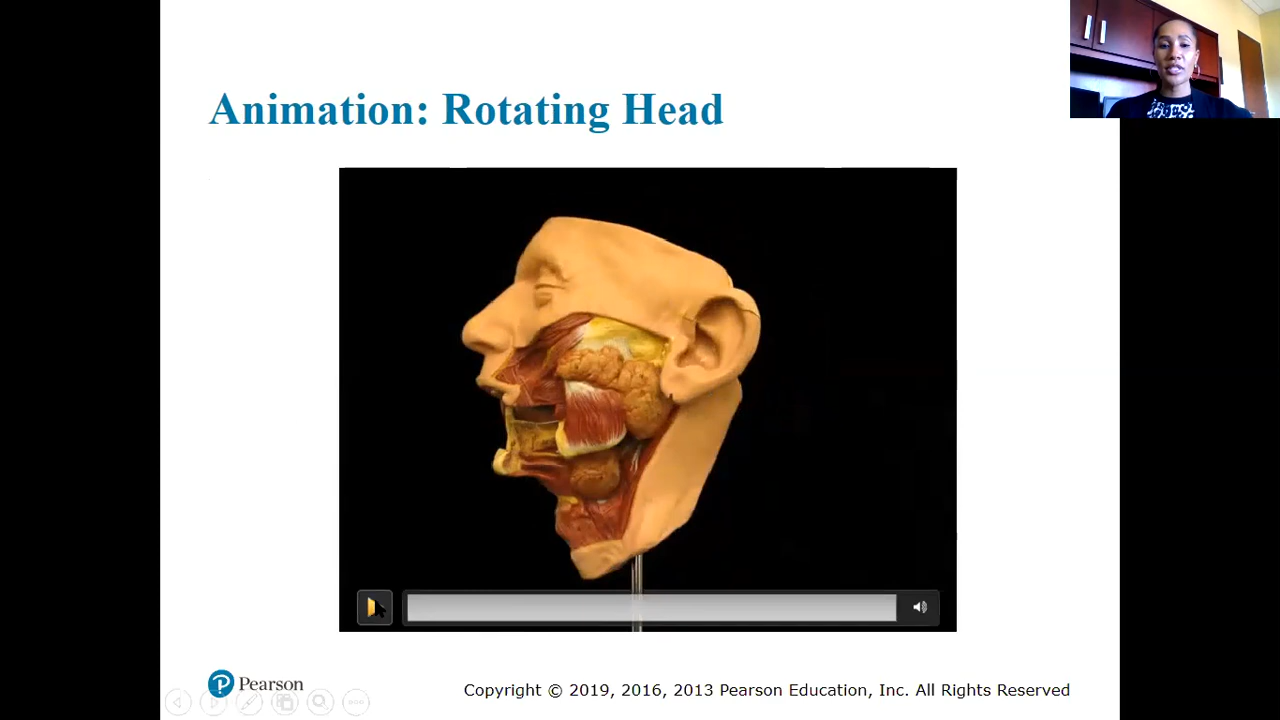 Animation: Rotating Head
Pearson
Copyright © 2019, 2016, 2013 Pearson Education, Inc. All Rights Reserved